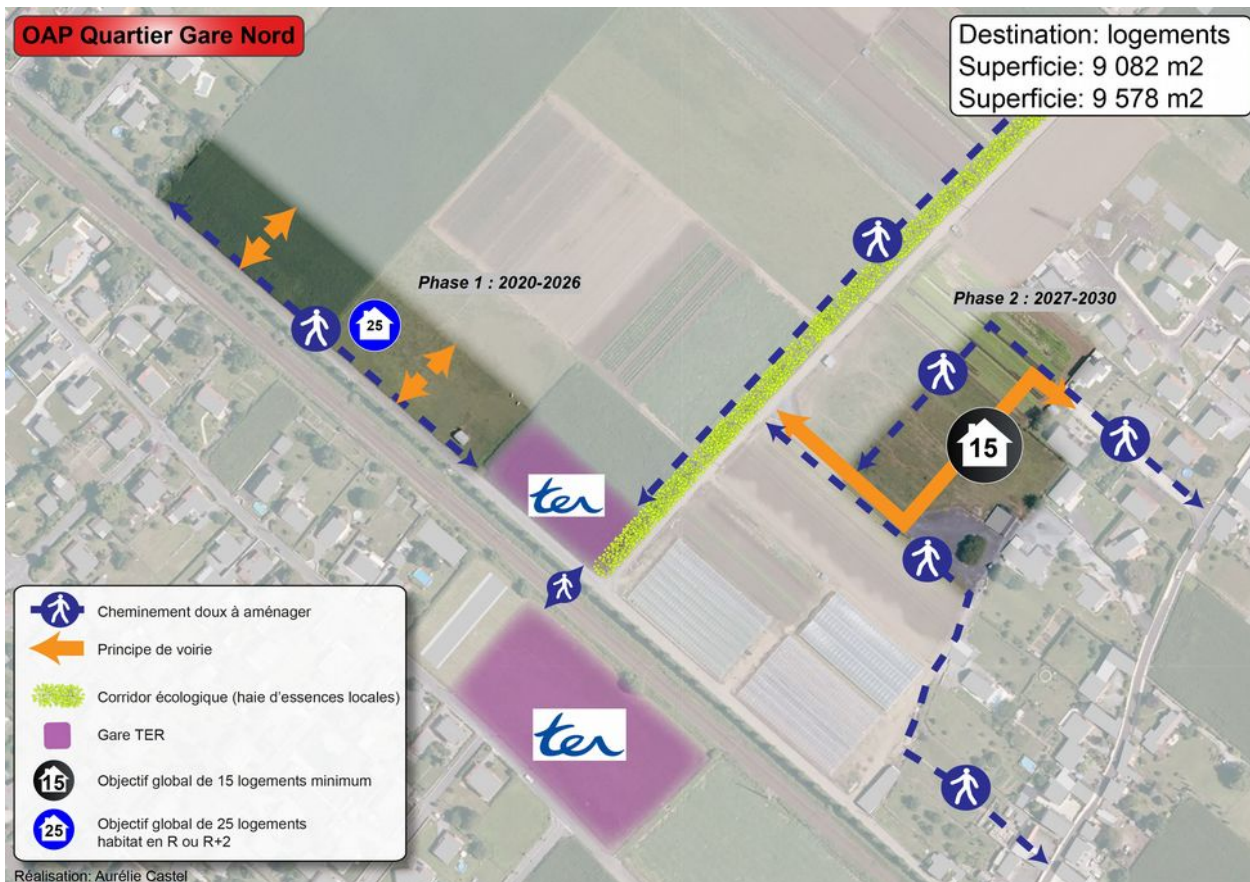 OAP Quartier Gare Nord
Destination: logements
Superficie: 9 082 m2
Superficie: 9 578 m2
Phase 1 : 2020-2026
Phase 2 : 2027-2030
25
15
ter
ter
Cheminement doux à aménager
Principe de voirie
Corridor écologique (haie d'essences locales)
Gare TER
15
Objectif global de 15 logements minimum
25
Objectif global de 25 logements
habitat en R ou R+2
Réalisation: Aurélie Castel